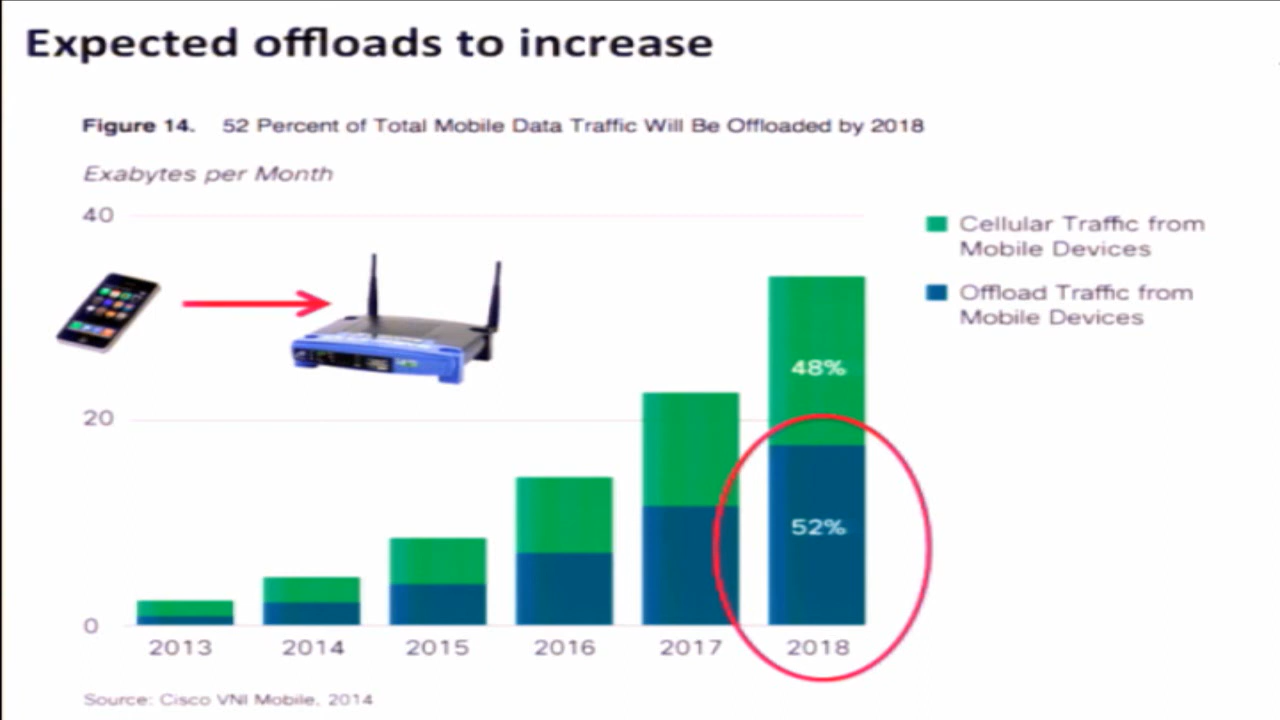 Expected offloads to increase
Figure 14. 52 Percent of Total Mobile Data Traffic Will Be Offloaded by 2018
Exabytes per Month
40
Cellular Traffic from
Mobile Devices
Offload Traffic from
Mobile Devices
48%
20
52%
0
2013 2014 2015 2016 2017 2018
Source: Cisco VNI Mobile, 2014